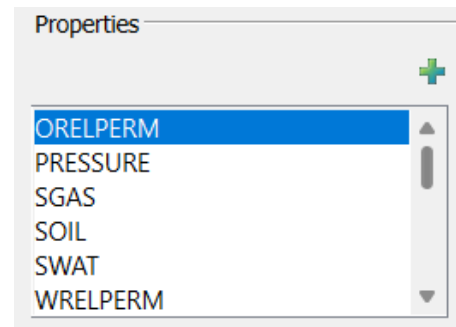 Properties
ORELPERM
PRESSURE
SGAS
SOIL
SWAT
WRELPERM